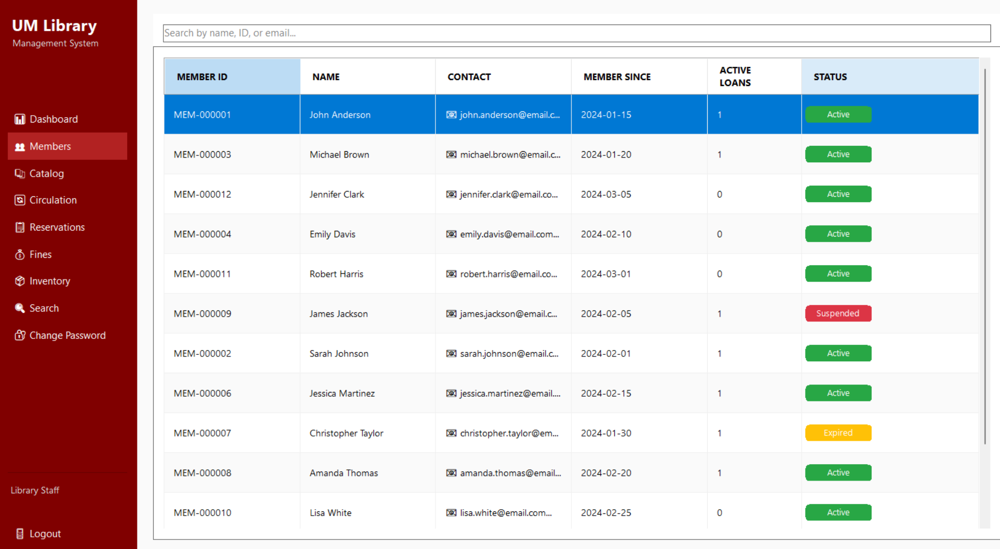 UM Library
Management System
Dashboard
Members
Catalog
Circulation
Reservations
Fines
Inventory
Search
Change Password
Library Staff
Logout
Search by name, ID, or email...
MEMBER ID NAME CONTACT MEMBER SINCE ACTIVE LOANS STATUS
MEM-000001 John Anderson john.anderson@email.c... 2024-01-15 1 Active
MEM-000003 Michael Brown michael.brown@email.c... 2024-01-20 1 Active
MEM-000012 Jennifer Clark jennifer.clark@email.co... 2024-03-05 0 Active
MEM-000004 Emily Davis emily.davis@email.com... 2024-02-10 0 Active
MEM-000011 Robert Harris robert.harris@email.co... 2024-03-01 0 Active
MEM-000009 James Jackson james.jackson@email.c... 2024-02-05 1 Suspended
MEM-000002 Sarah Johnson sarah.johnson@email.c... 2024-02-01 1 Active
MEM-000006 Jessica Martinez jessica.martinez@email.... 2024-02-15 1 Active
MEM-000007 Christopher Taylor christopher.taylor@em... 2024-01-30 1 Expired
MEM-000008 Amanda Thomas amanda.thomas@email... 2024-02-20 1 Active
MEM-000010 Lisa White lisa.white@email.com... 2024-02-25 0 Active